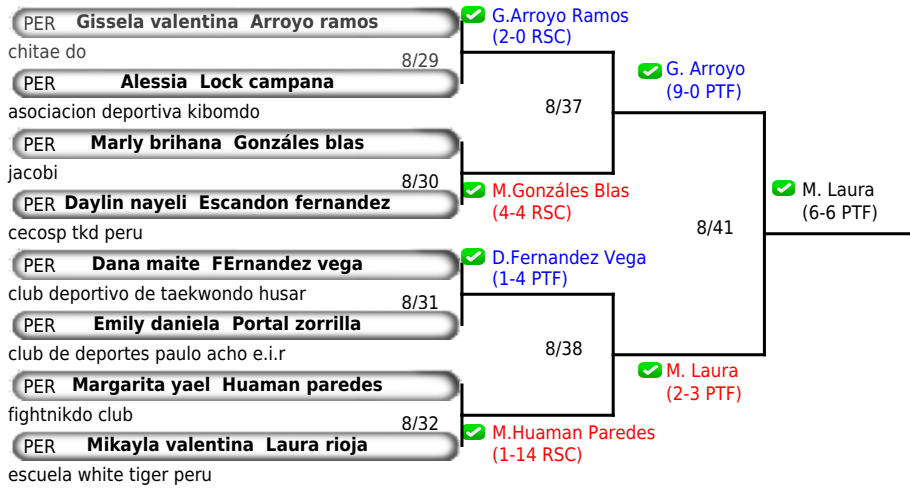 PER Gissela valentina Arroyo ramos
chitae do
8/29
PER Alessia Lock campana
asociacion deportiva kibomdo
PER Marly brihana Gonzáles blas
jacobi
8/30
PER Daylin nayeli Escandon fernandez
cecosp tkd peru
PER Dana maite FErnandez vega
club deportivo de taekwondo husar
8/31
PER Emily daniela Portal zorrilla
club de deportes paulo acho e.i.r
PER Margarita yael Huaman paredes
fightnikdo club
8/32
PER Mikayla valentina Laura rioja
escuela white tiger peru
G.Arroyo Ramos
(2-0 RSC)
8/37
M.Gonzáles Blas
(4-4 RSC)
D.Fernandez Vega
(1-4 PTF)
8/38
M.Huaman Paredes
(1-14 RSC)
G. Arroyo
(9-0 PTF)
8/41
M. Laura
(2-3 PTF)
M. Laura
(6-6 PTF)